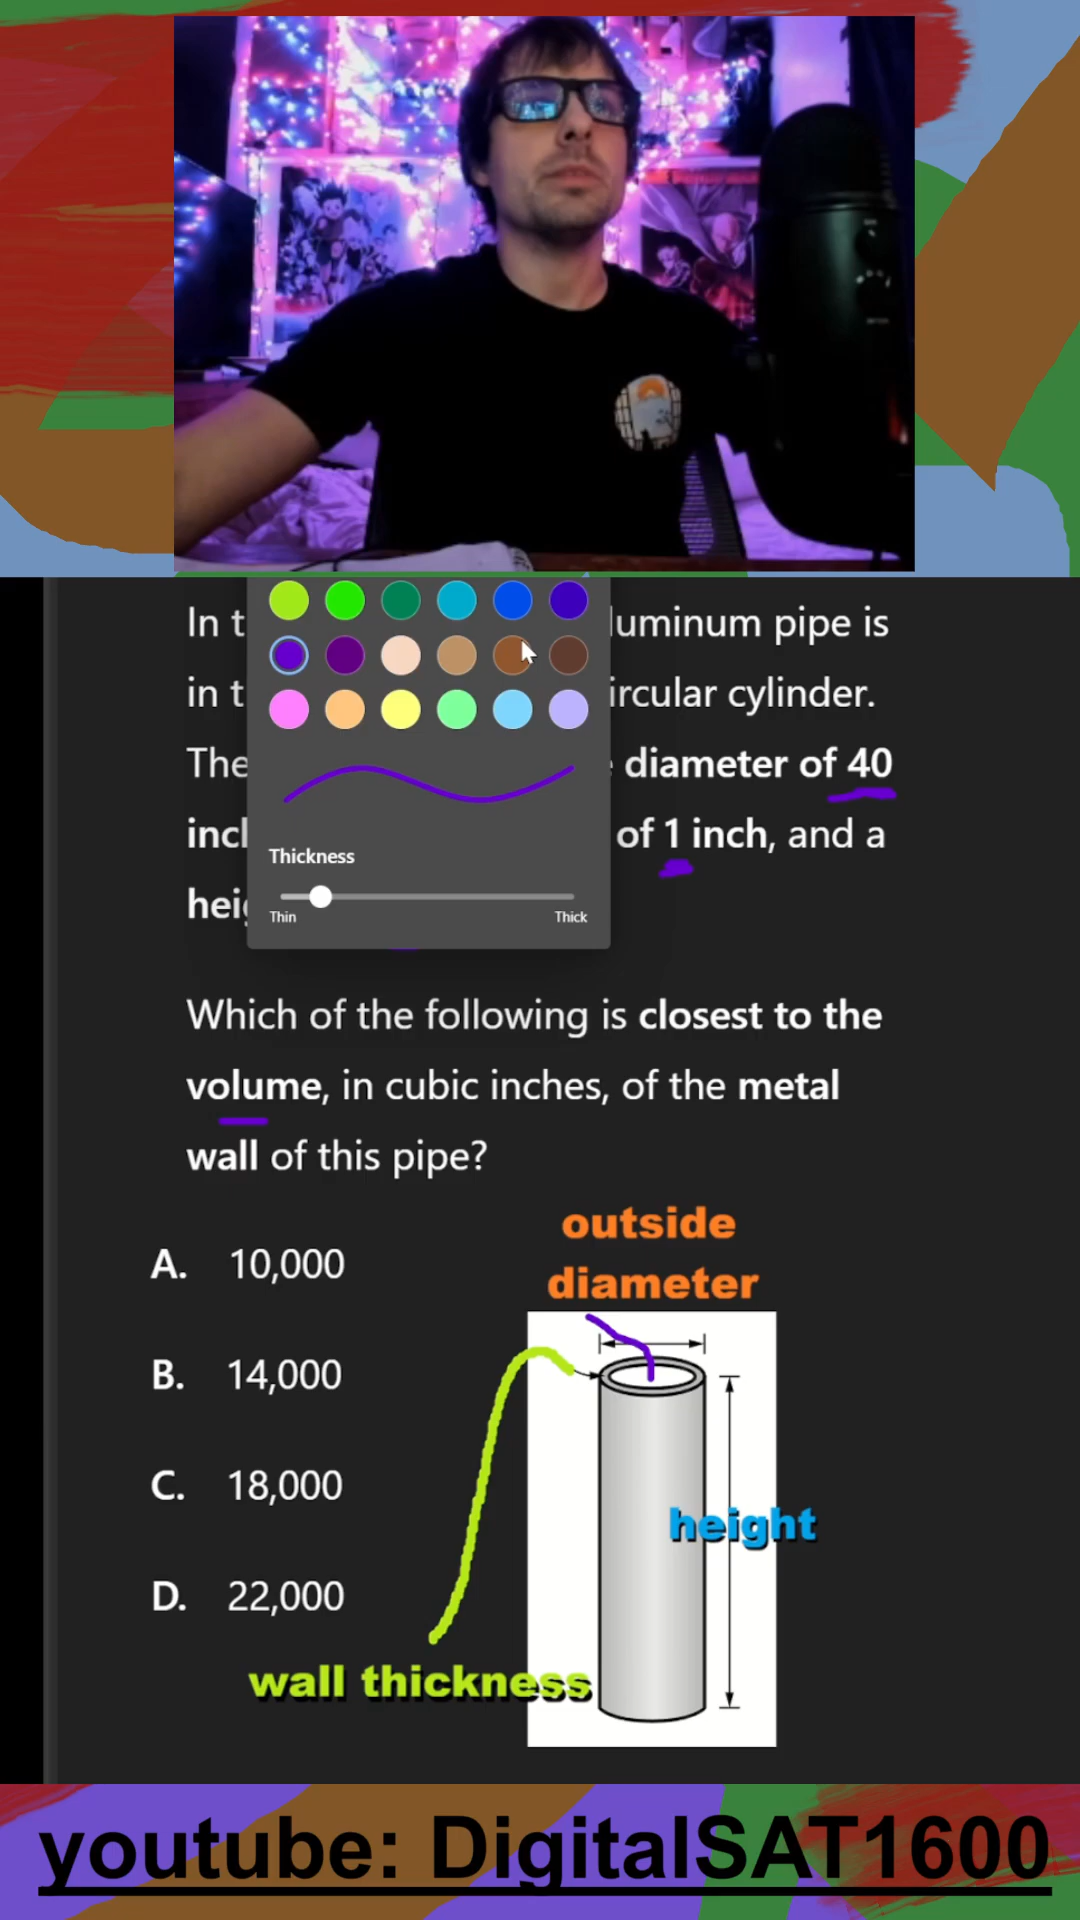 In t luminum pipe is
in t ircular cylinder.
The diameter of 40
incl of 1 inch, and a
hei
Thickness
Thin Thick
Which of the following is closest to the
volume, in cubic inches, of the metal
wall of this pipe?
outside
diameter
A. 10,000
B. 14,000
C. 18,000
D. 22,000
height
wall thickness
youtube: DigitalSAT1600